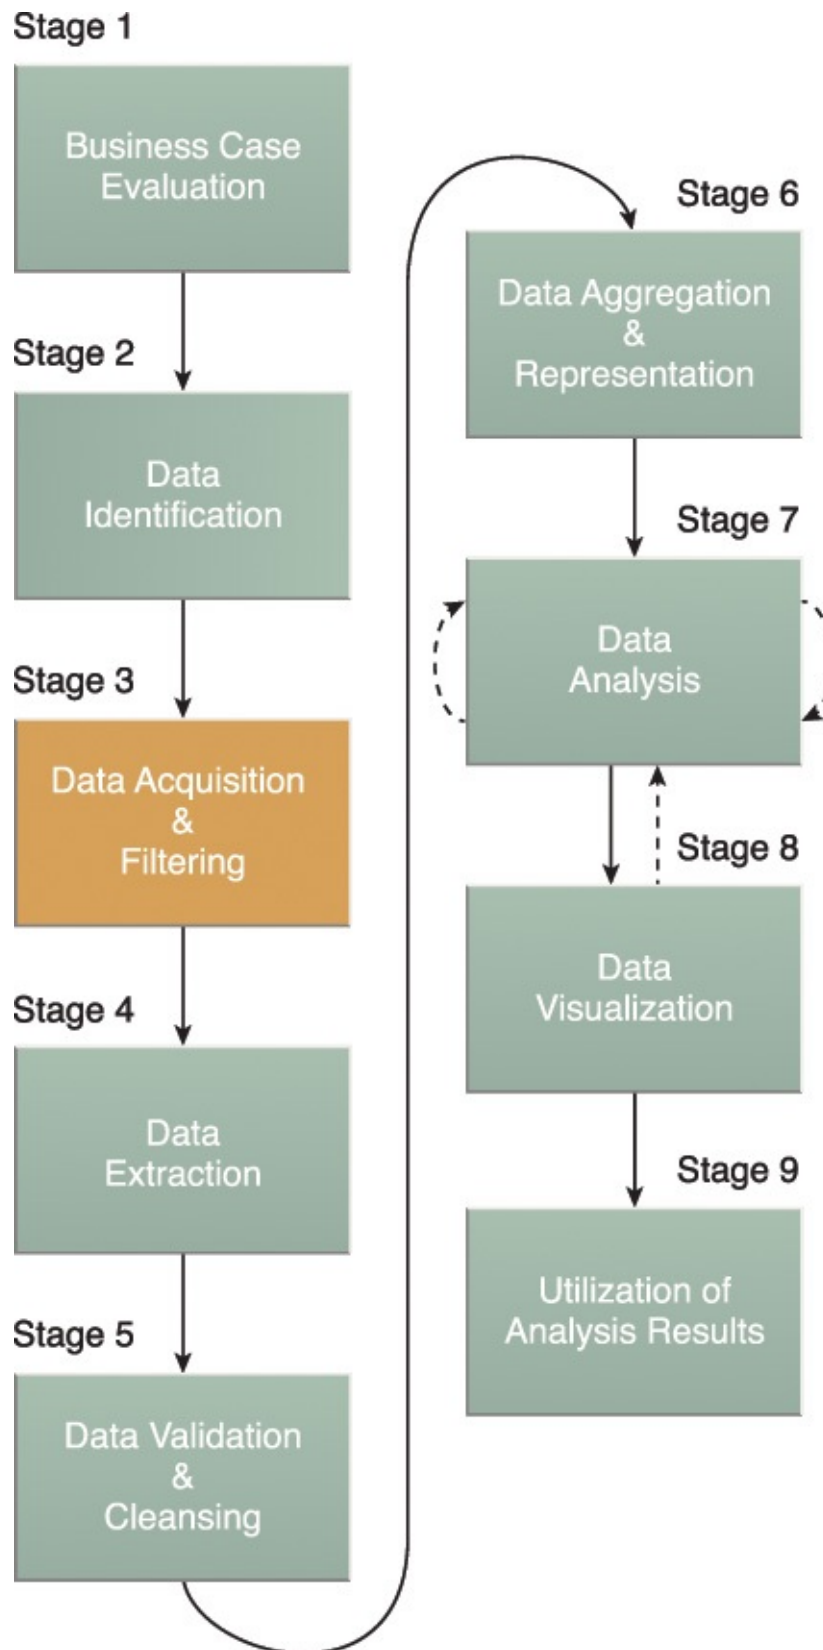 Stage 1
Business Case
Evaluation
Stage 2
Data
Identification
Stage 3
Data Acquisition
&
Filtering
Stage 4
Data
Extraction
Stage 5
Data Validation
&
Cleansing
Stage 6
Data Aggregation
&
Representation
Stage 7
Data
Analysis
Stage 8
Data
Visualization
Stage 9
Utilization of
Analysis Results